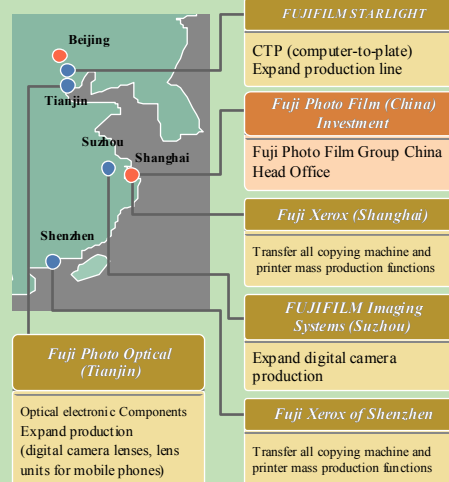 Beijing
Tianjin
Suzhou
Shanghai
Shenzhen
FUJIFILM STARLIGHT
CTP (computer-to-plate)
Expand production line
Fuji Photo Film (China)
Investment
Fuji Photo Film Group China
Head Office
Fuji Xerox (Shanghai)
Transfer all copying machine and
printer mass production functions
FUJIFILM Imaging
Systems (Suzhou)
Expand digital camera
production
Fuji Xerox of Shenzhen
Transfer all copying machine and
printer mass production functions
Fuji Photo Optical
(Tianjin)
Optical electronic Components
Expand production
(digital camera lenses, lens
units for mobile phones)